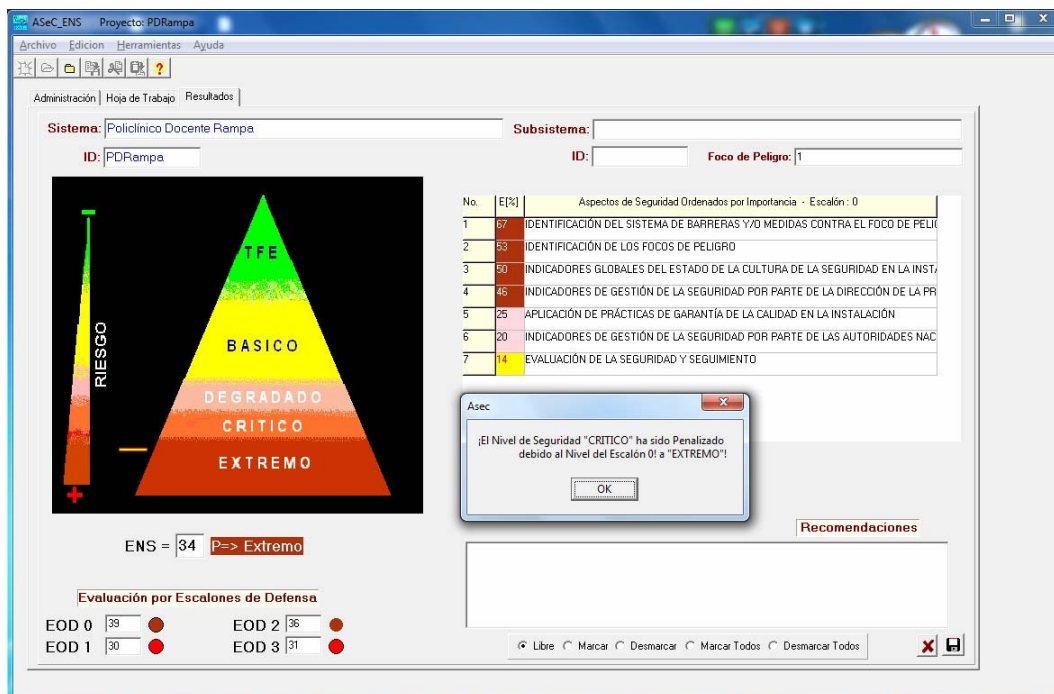 ASeC_ENS Proyecto: PDRampa
Archivo Edicion Herramientas Ayuda
Administración Hoja de Trabajo Resultados
Sistema: Policlínico Docente Rampa Subsistema:
ID: PDRampa ID: Foco de Peligro: 1
RIESGO
TFE
BASICO
DEGRADADO
CRITICO
EXTREMO
No. E[%] Aspectos de Seguridad Ordenados por Importancia - Escalón : 0
1 67 IDENTIFICACIÓN DEL SISTEMA DE BARRERAS Y/O MEDIDAS CONTRA EL FOCO DE PELIG
2 53 IDENTIFICACIÓN DE LOS FOCOS DE PELIGRO
3 50 INDICADORES GLOBALES DEL ESTADO DE LA CULTURA DE LA SEGURIDAD EN LA INST
4 46 INDICADORES DE GESTIÓN DE LA SEGURIDAD POR PARTE DE LA DIRECCIÓN DE LA PR
5 25 APLICACIÓN DE PRÁCTICAS DE GARANTÍA DE LA CALIDAD EN LA INSTALACIÓN
6 20 INDICADORES DE GESTIÓN DE LA SEGURIDAD POR PARTE DE LAS AUTORIDADES NAC
7 14 EVALUACIÓN DE LA SEGURIDAD Y SEGUIMIENTO
Asec
¡El Nivel de Seguridad "CRITICO" ha sido Penalizado
debido al Nivel del Escalón 0! a "EXTREMO"!
OK
ENS = 34 P=> Extremo
Recomendaciones
Evaluación por Escalones de Defensa
EOD 0 39 EOD 2 36
EOD 1 30 EOD 3 31
Libre Marcar Desmarcar Marcar Todos Desmarcar Todos